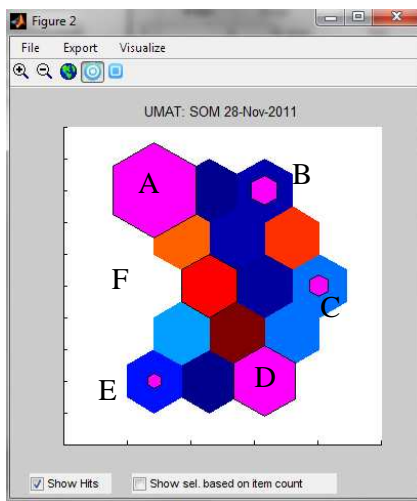 Figure 2
File Export Visualize
UMAT: SOM 28-Nov-2011
A
B
F
C
E
D
Show Hits
Show sel. based on item count